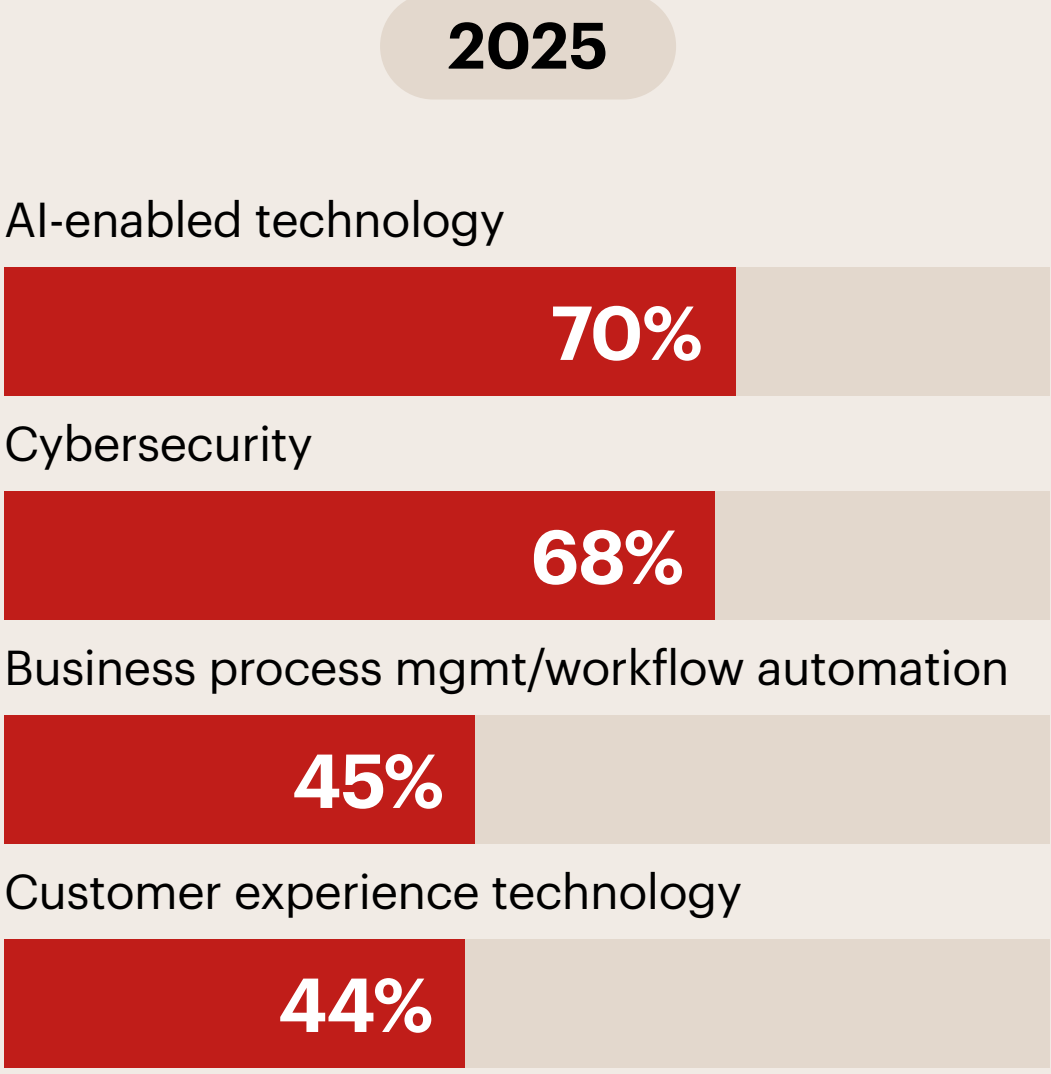 2025
AI-enabled technology
70%
Cybersecurity
68%
Business process mgmt/workflow automation
45%
Customer experience technology
44%